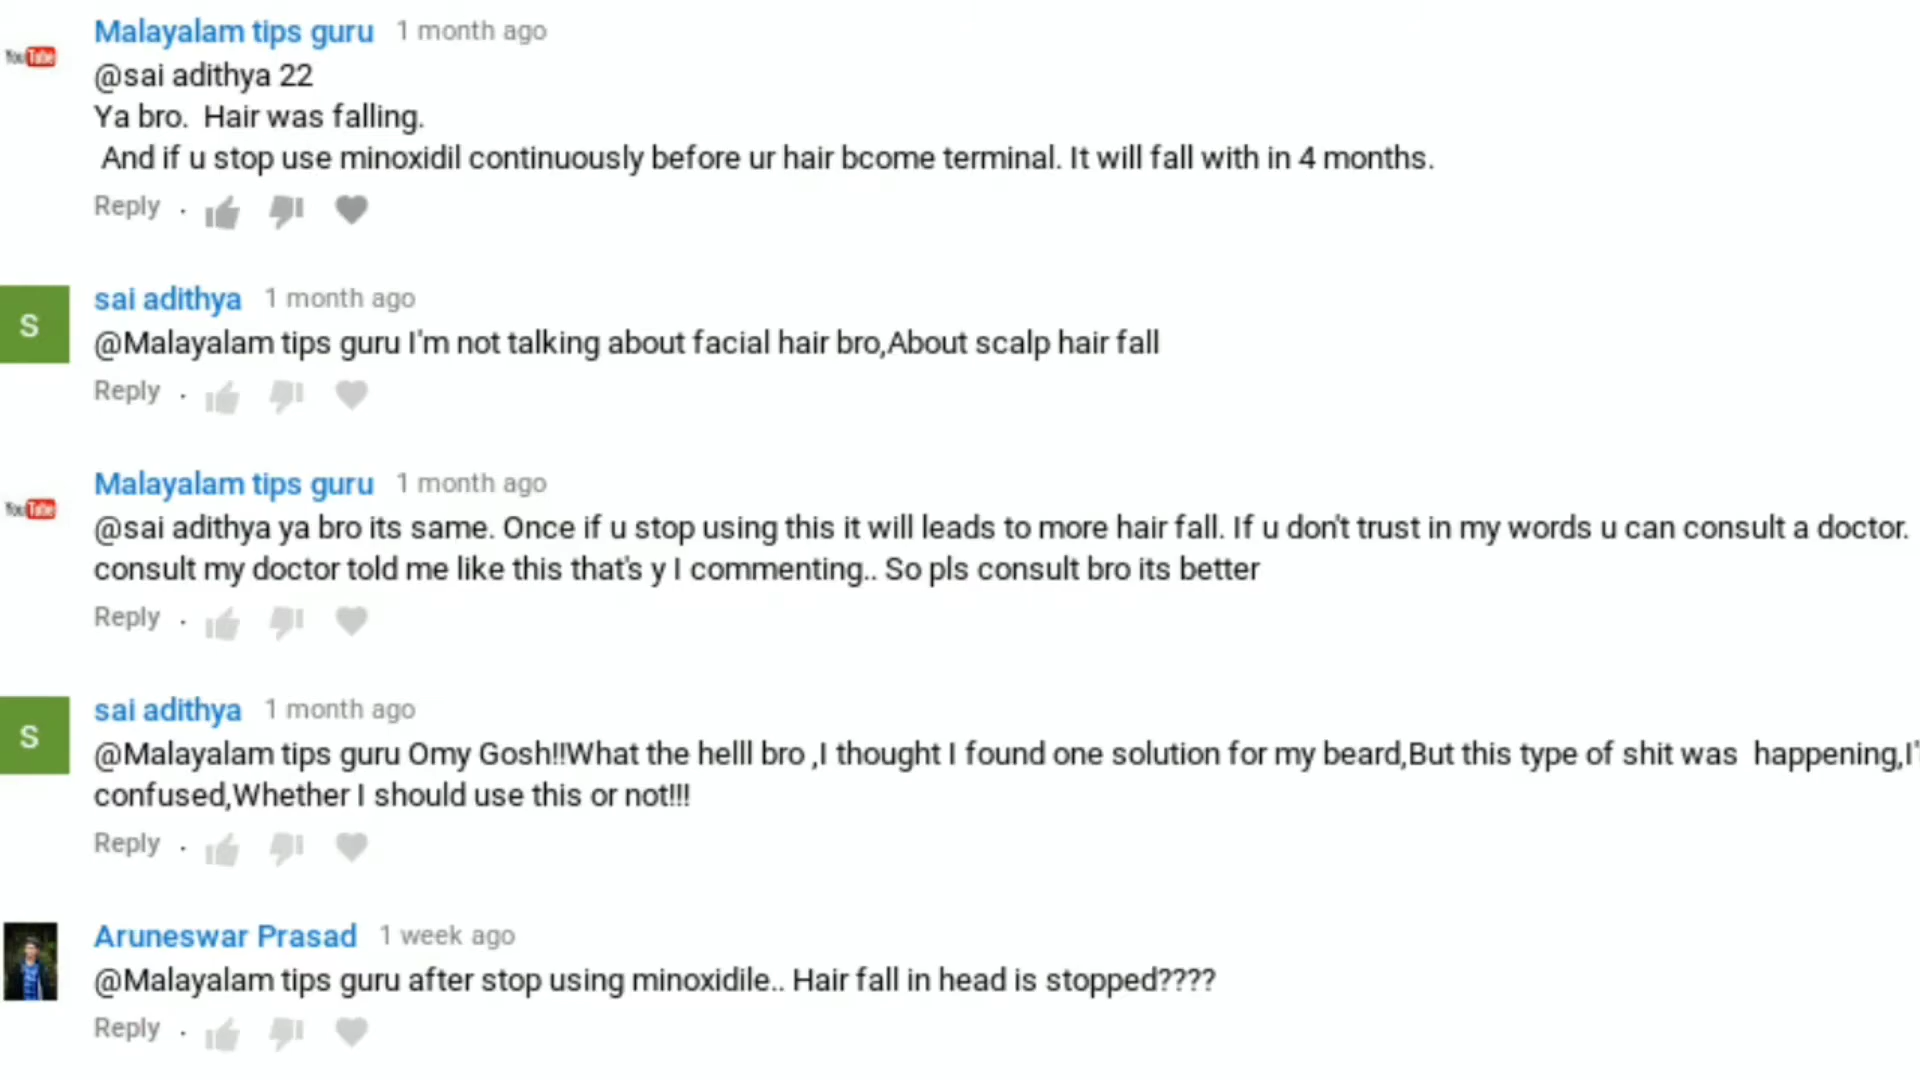 Malayalam tips guru 1 month ago
YouTube
@sai adithya 22
Ya bro. Hair was falling.
And if u stop use minoxidil continuously before ur hair bcome terminal. It will fall with in 4 months.
Reply .
S
sai adithya 1 month ago
@Malayalam tips guru I'm not talking about facial hair bro,About scalp hair fall
Reply .
Malayalam tips guru 1 month ago
YouTube
@sai adithya ya bro its same. Once if u stop using this it will leads to more hair fall. If u don't trust in my words u can consult a doctor.
consult my doctor told me like this that's y I commenting.. So pls consult bro its better
Reply .
S
sai adithya 1 month ago
@Malayalam tips guru Omy Gosh!!What the helll bro ,I thought I found one solution for my beard,But this type of shit was happening,I'
confused,Whether I should use this or not!!!
Reply .
Aruneswar Prasad 1 week ago
@Malayalam tips guru after stop using minoxidile.. Hair fall in head is stopped????
Reply .